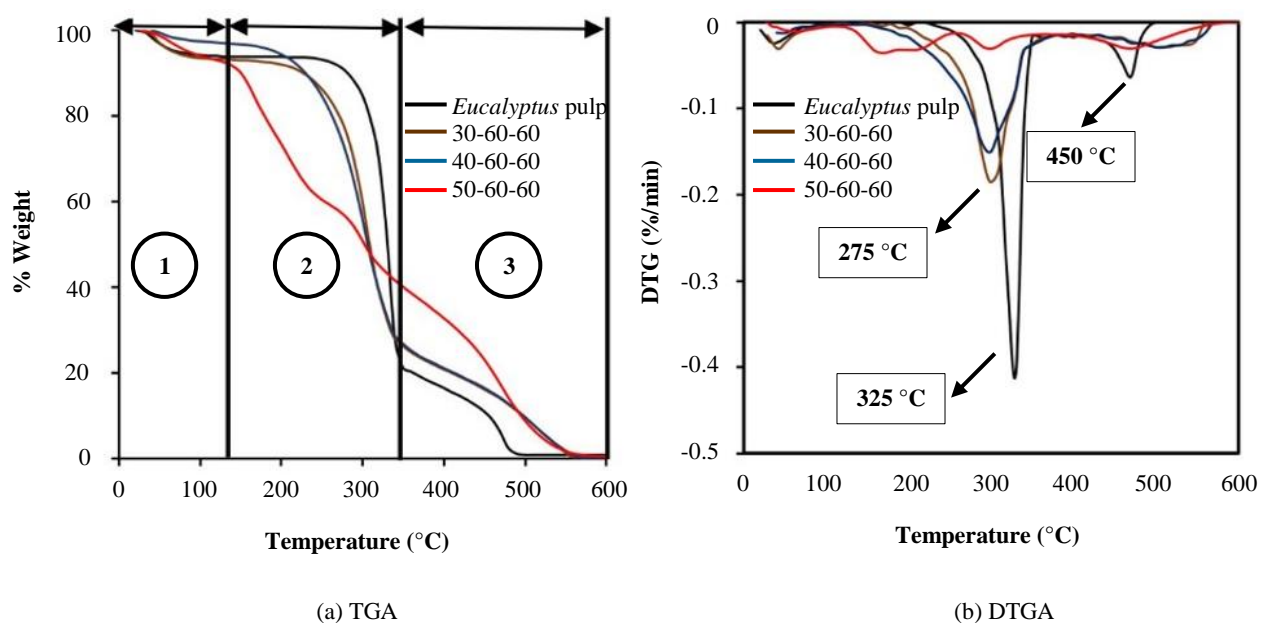 100
80
60
40
20
0
% Weight
1
2
3
Eucalyptus pulp
30-60-60
40-60-60
50-60-60
0 100 200 300 400 500 600
Temperature (°C)
(a) TGA
0
-0.1
-0.2
-0.3
-0.4
-0.5
DTG (%/min)
Eucalyptus pulp
30-60-60
40-60-60
50-60-60
450 °C
275 °C
325 °C
0 100 200 300 400 500 600
Temperature (°C)
(b) DTGA